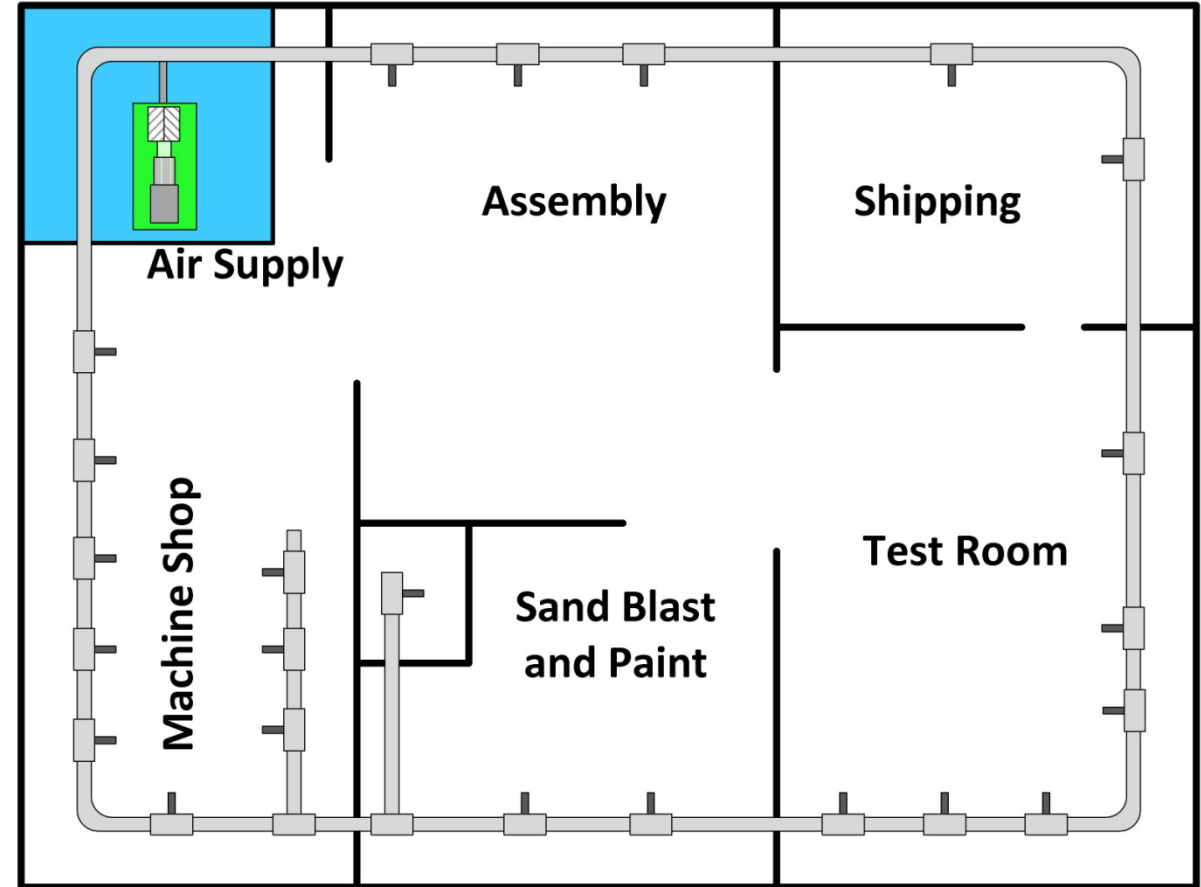 Assembly
Shipping
Air Supply
Machine Shop
Sand Blast
and Paint
Test Room